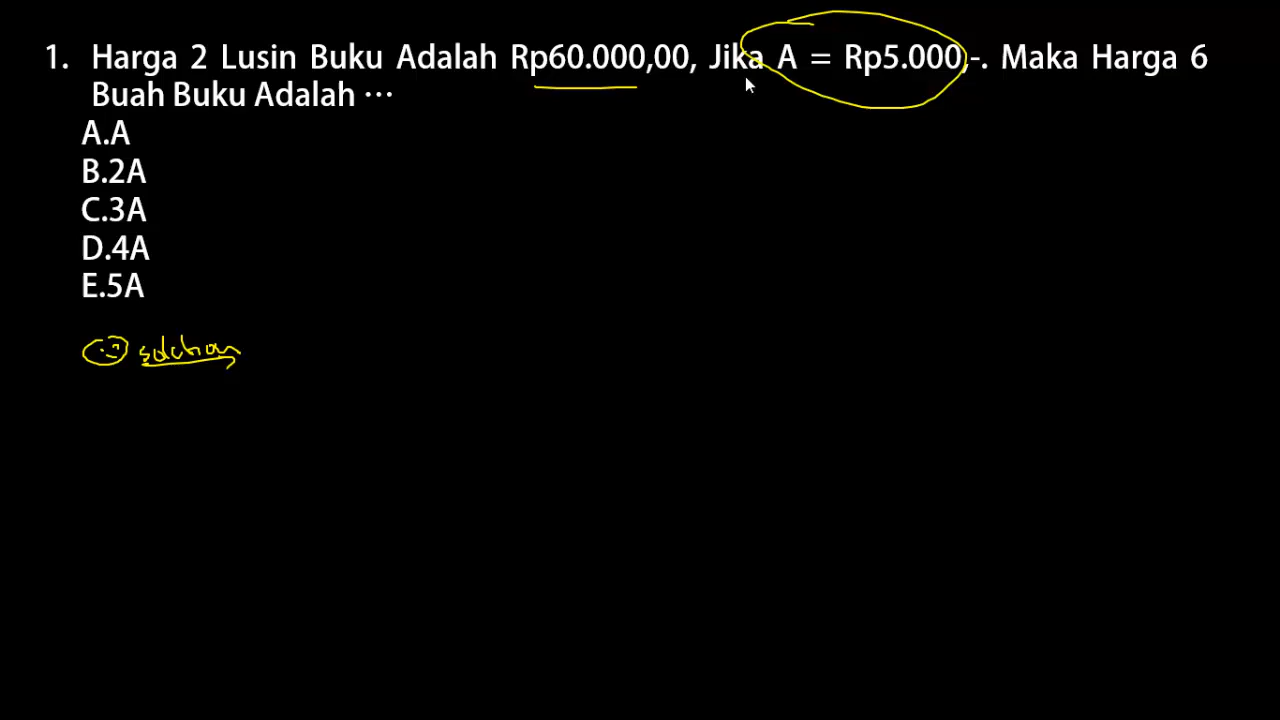 1. Harga 2 Lusin Buku Adalah Rp60.000,00, Jika A = Rp5.000,-. Maka Harga 6
Buah Buku Adalah ⋯
A.A
B.2A
C.3A
D.4A
E.5A